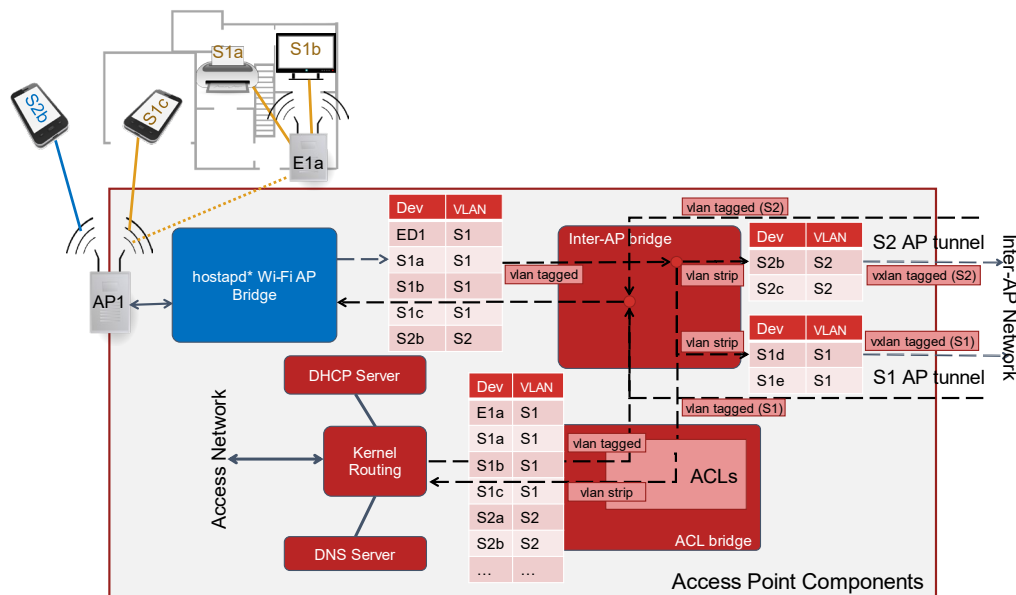 S1a
S1b
S2b
S1c
E1a
AP1
hostapd* Wi-Fi AP
Bridge
Dev VLAN
ED1 S1
S1a S1
S1b S1
S1c S1
S2b S2
vlan tagged
Inter-AP bridge
vlan tagged (S2)
vlan strip
Dev VLAN
S2b S2
S2c S2
S2 AP tunnel
vxlan tagged (S2)
Inter-AP Network
vlan strip
Dev VLAN
S1d S1
S1e S1
vxlan tagged (S1)
S1 AP tunnel
vlan tagged (S1)
DHCP Server
Kernel
Routing
DNS Server
Access Network
Dev VLAN
E1a S1
S1a S1
S1b S1
S1c S1
S2a S2
S2b S2
... ...
vlan tagged
vlan strip
ACLs
ACL bridge
Access Point Components